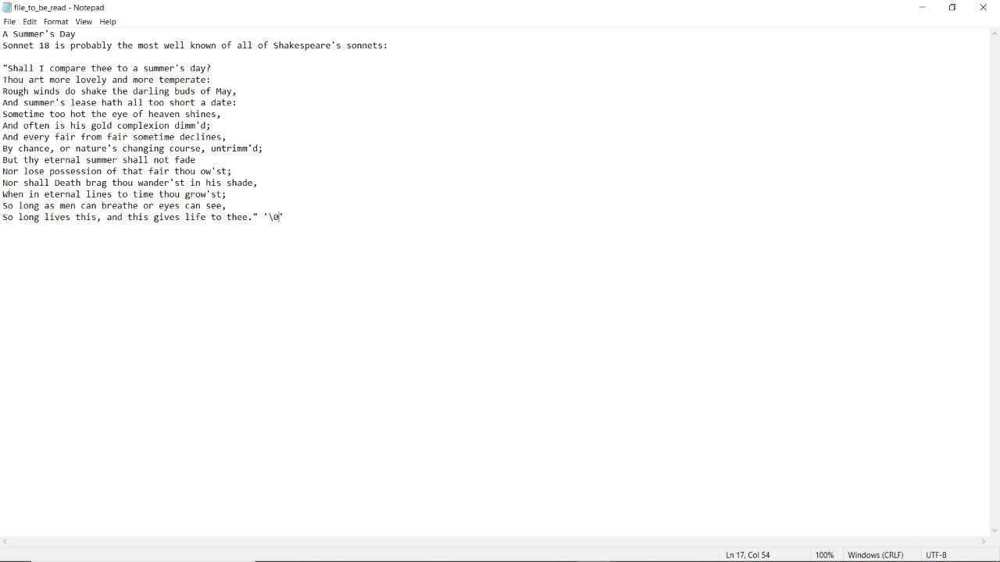 file_to_be_read - Notepad
File Edit Format View Help
A Summer's Day
Sonnet 18 is probably the most well known of all of Shakespeare's sonnets:

"Shall I compare thee to a summer's day?
Thou art more lovely and more temperate:
Rough winds do shake the darling buds of May,
And summer's lease hath all too short a date:
Sometime too hot the eye of heaven shines,
And often is his gold complexion dimm'd;
And every fair from fair sometime declines,
By chance, or nature's changing course, untrimm'd;
But thy eternal summer shall not fade
Nor lose possession of that fair thou ow'st;
Nor shall Death brag thou wander'st in his shade,
When in eternal lines to time thou grow'st;
So long as men can breathe or eyes can see,
So long lives this, and this gives life to thee." '\0'
Ln 17, Col 54 100% Windows (CRLF) UTF-8